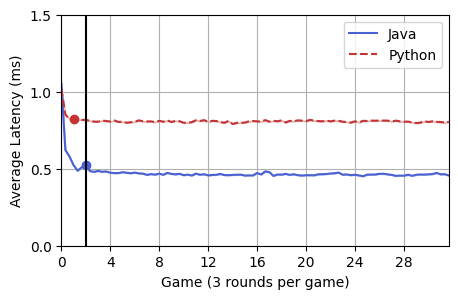 1.5
1.0
0.5
0.0
Average Latency (ms)
Java
Python
0 4 8 12 16 20 24 28
Game (3 rounds per game)